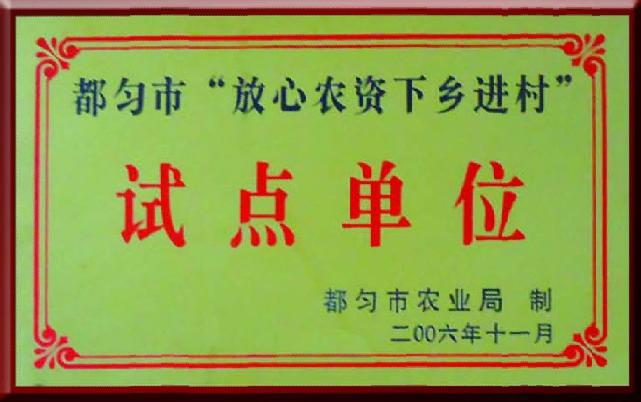 都匀市“放心农资下乡进村”
试点单位
都匀市农业局 制
二00六年十一月